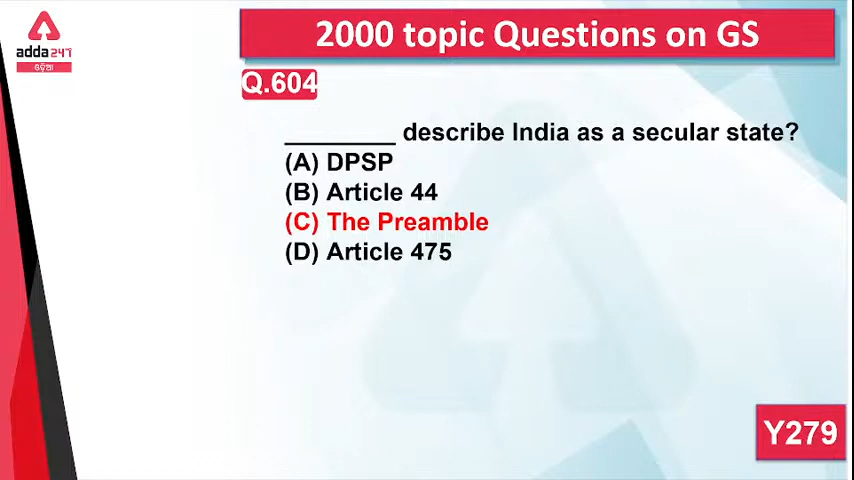 2000 topic Questions on GS
adda247
ଓଡ଼ିଆ
Q.604
________ describe India as a secular state?
(A) DPSP
(B) Article 44
(C) The Preamble
(D) Article 475
Y279